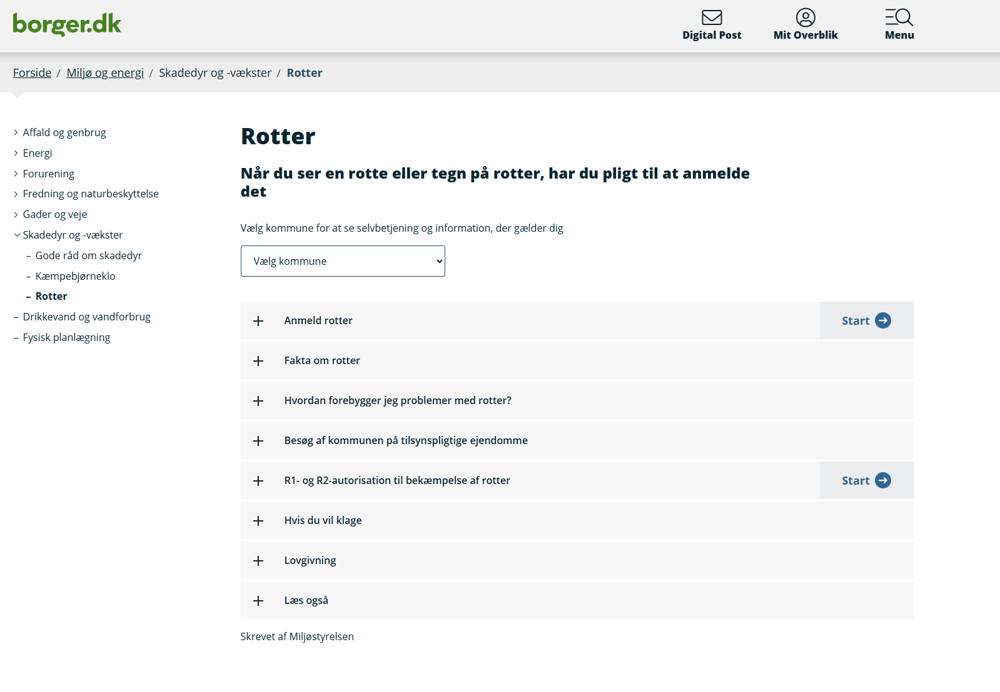 borger.dk
Digital Post
Mit Overblik
Menu
Forside / Miljø og energi / Skadedyr og -vækster / Rotter
Affald og genbrug
Energi
Forurening
Fredning og naturbeskyttelse
Gader og veje
Skadedyr og -vækster
– Gode råd om skadedyr
– Kæmpebjørneklo
– Rotter
– Drikkevand og vandforbrug
– Fysisk planlægning
Rotter
Når du ser en rotte eller tegn på rotter, har du pligt til at anmelde
det
Vælg kommune for at se selvbetjening og information, der gælder dig
Vælg kommune
Anmeld rotter
Start
Fakta om rotter
Hvordan forebygger jeg problemer med rotter?
Besøg af kommunen på tilsynspligtige ejendomme
R1- og R2-autorisation til bekæmpelse af rotter
Start
Hvis du vil klage
Lovgivning
Læs også
Skrevet af Miljøstyrelsen